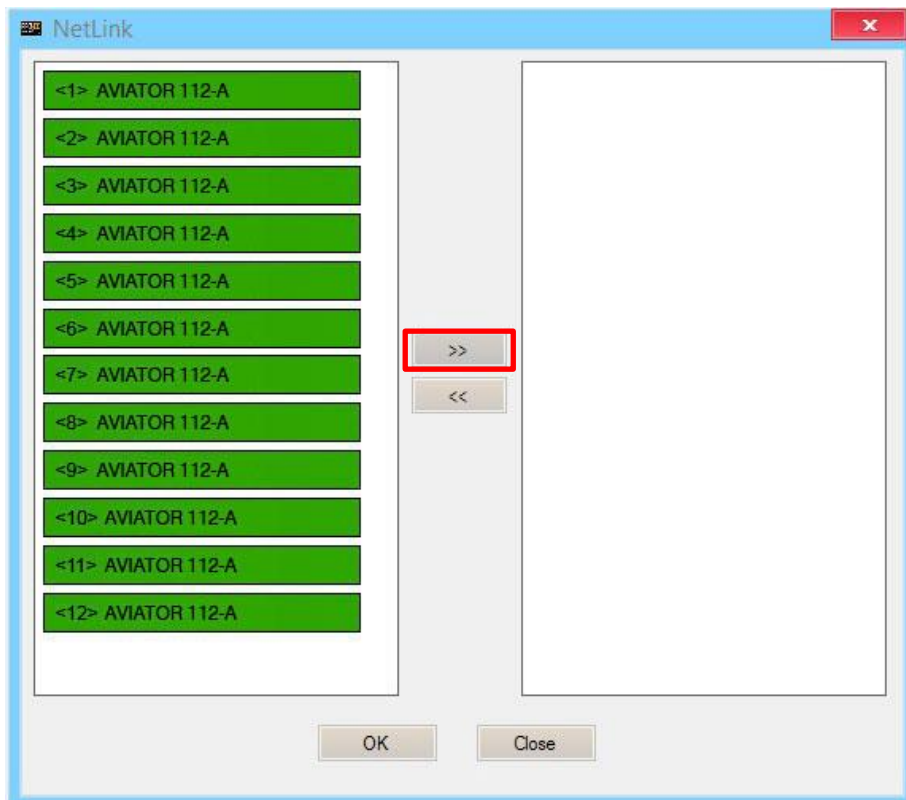 NetLink
x
<1> AVIATOR 112-A
<2> AVIATOR 112-A
<3> AVIATOR 112-A
<4> AVIATOR 112-A
<5> AVIATOR 112-A
<6> AVIATOR 112-A
<7> AVIATOR 112-A
<8> AVIATOR 112-A
<9> AVIATOR 112-A
<10> AVIATOR 112-A
<11> AVIATOR 112-A
<12> AVIATOR 112-A
>>
<<
OK
Close